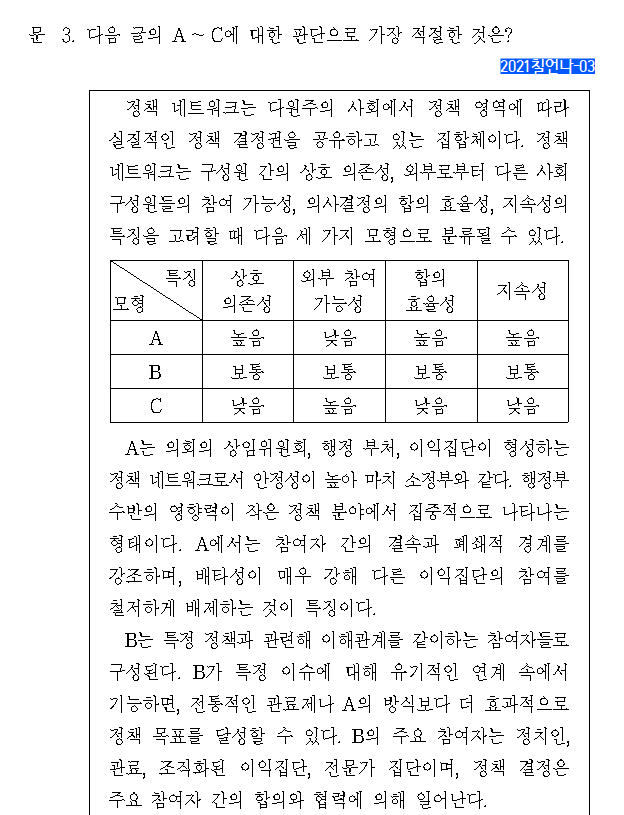 문 3. 다음 글의 A ~ C에 대한 판단으로 가장 적절한 것은?
2021칠언나-03
정책 네트워크는 다원주의 사회에서 정책 영역에 따라
실질적인 정책 결정권을 공유하고 있는 집합체이다. 정책
네트워크는 구성원 간의 상호 의존성, 외부로부터 다른 사회
구성원들의 참여 가능성, 의사결정의 합의 효율성, 지속성의
특징을 고려할 때 다음 세 가지 모형으로 분류될 수 있다.
특징 상호 외부 참여 합의 지속성
모형 의존성 가능성 효율성
A 높음 낮음 높음 높음
B 보통 보통 보통 보통
C 낮음 높음 낮음 낮음
A는 의회의 상임위원회, 행정 부처, 이익집단이 형성하는
정책 네트워크로서 안정성이 높아 마치 소정부와 같다. 행정부
수반의 영향력이 작은 정책 분야에서 집중적으로 나타나는
형태이다. A에서는 참여자 간의 결속과 폐쇄적 경계를
강조하며, 배타성이 매우 강해 다른 이익집단의 참여를
철저하게 배제하는 것이 특징이다.
B는 특정 정책과 관련해 이해관계를 같이하는 참여자들로
구성된다. B가 특정 이슈에 대해 유기적인 연계 속에서
기능하면, 전통적인 관료제나 A의 방식보다 더 효과적으로
정책 목표를 달성할 수 있다. B의 주요 참여자는 정치인,
관료, 조직화된 이익집단, 전문가 집단이며, 정책 결정은
주요 참여자 간의 합의와 협력에 의해 일어난다.